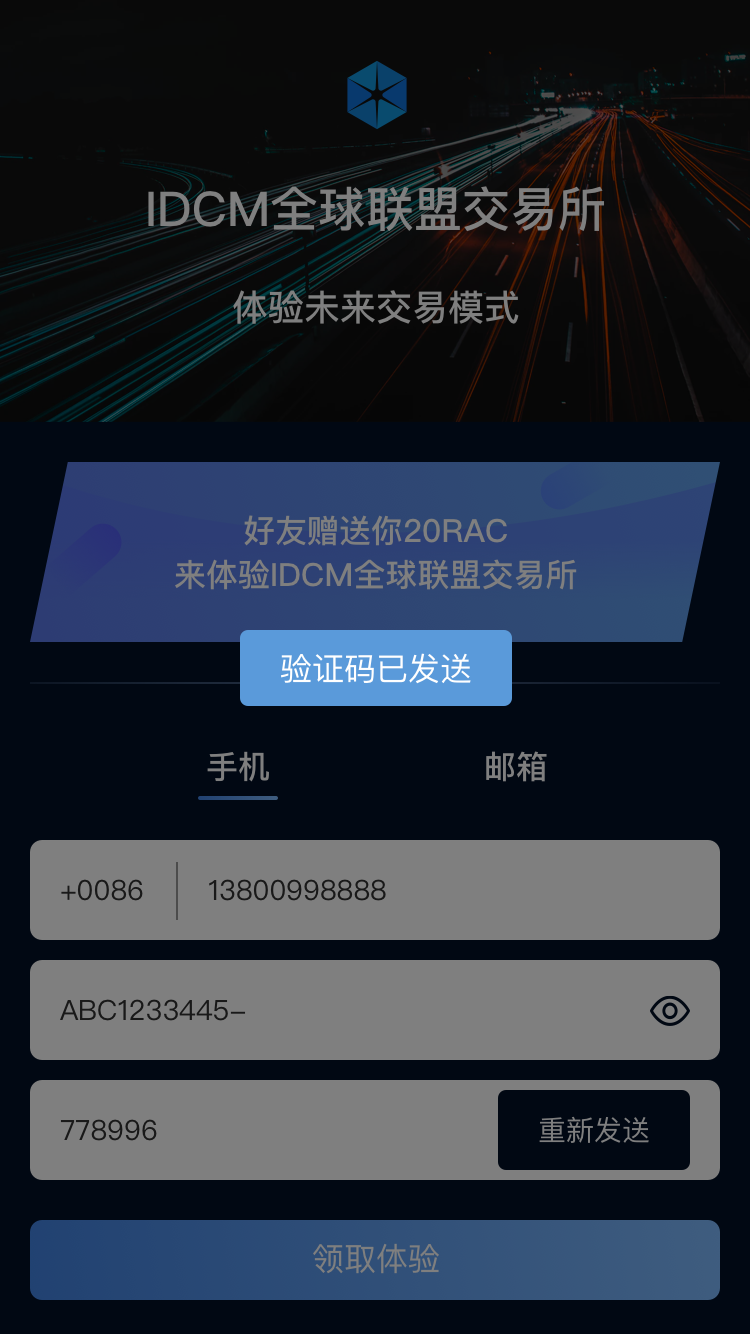 IDCM全球联盟交易所
体验未来交易模式
好友赠送你20RAC
来体验IDCM全球联盟交易所
验证码已发送
手机 邮箱
+0086 13800998888
ABC1233445–
778996 重新发送
领取体验